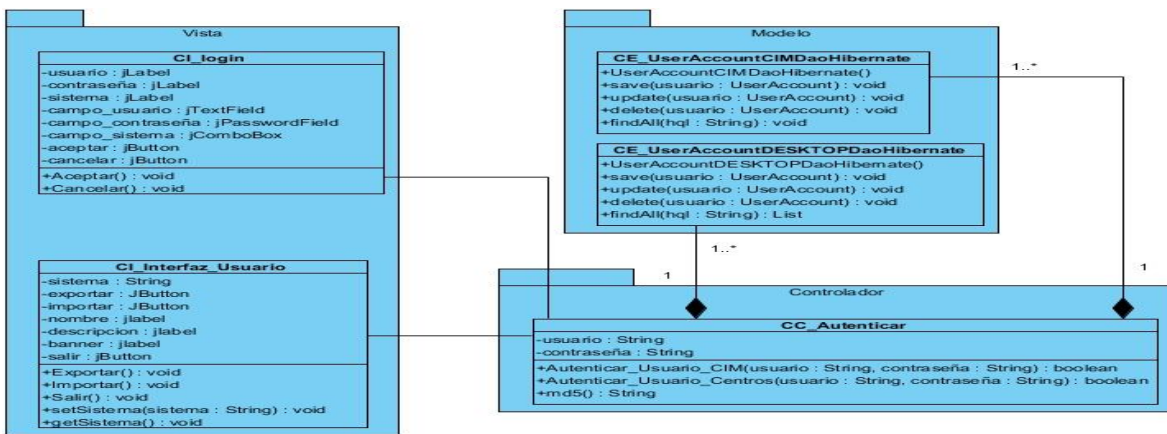 Vista
CI_login
-usuario : jLabel
-contraseña : jLabel
-sistema : jLabel
-campo_usuario : jTextField
-campo_contraseña : jPasswordField
-campo_sistema : jComboBox
-aceptar : jButton
-cancelar : jButton
+Aceptar() : void
+Cancelar() : void
CI_Interfaz_Usuario
-sistema : String
-exportar : JButton
-importar : JButton
-nombre : jlabel
-descripcion : jlabel
-banner : jlabel
-salir : jButton
+Exportar() : void
+Importar() : void
+Salir() : void
+setSistema(sistema : String) : void
+getSistema() : void
Modelo
CE_UserAccountCIMDaoHibernate
+UserAccountCIMDaoHibernate()
+save(usuario : UserAccount) : void
+update(usuario : UserAccount) : void
+delete(usuario : UserAccount) : void
+findAll(hql : String) : void
CE_UserAccountDESKTOPDaoHibernate
+UserAccountDESKTOPDaoHibernate()
+save(usuario : UserAccount) : void
+update(usuario : UserAccount) : void
+delete(usuario : UserAccount) : void
+findAll(hql : String) : List
1..*
1..*
1
1
Controlador
CC_Autenticar
-usuario : String
-contraseña : String
+Autenticar_Usuario_CIM(usuario : String, contraseña : String) : boolean
+Autenticar_Usuario_Centros(usuario : String, contraseña : String) : boolean
+md5() : String